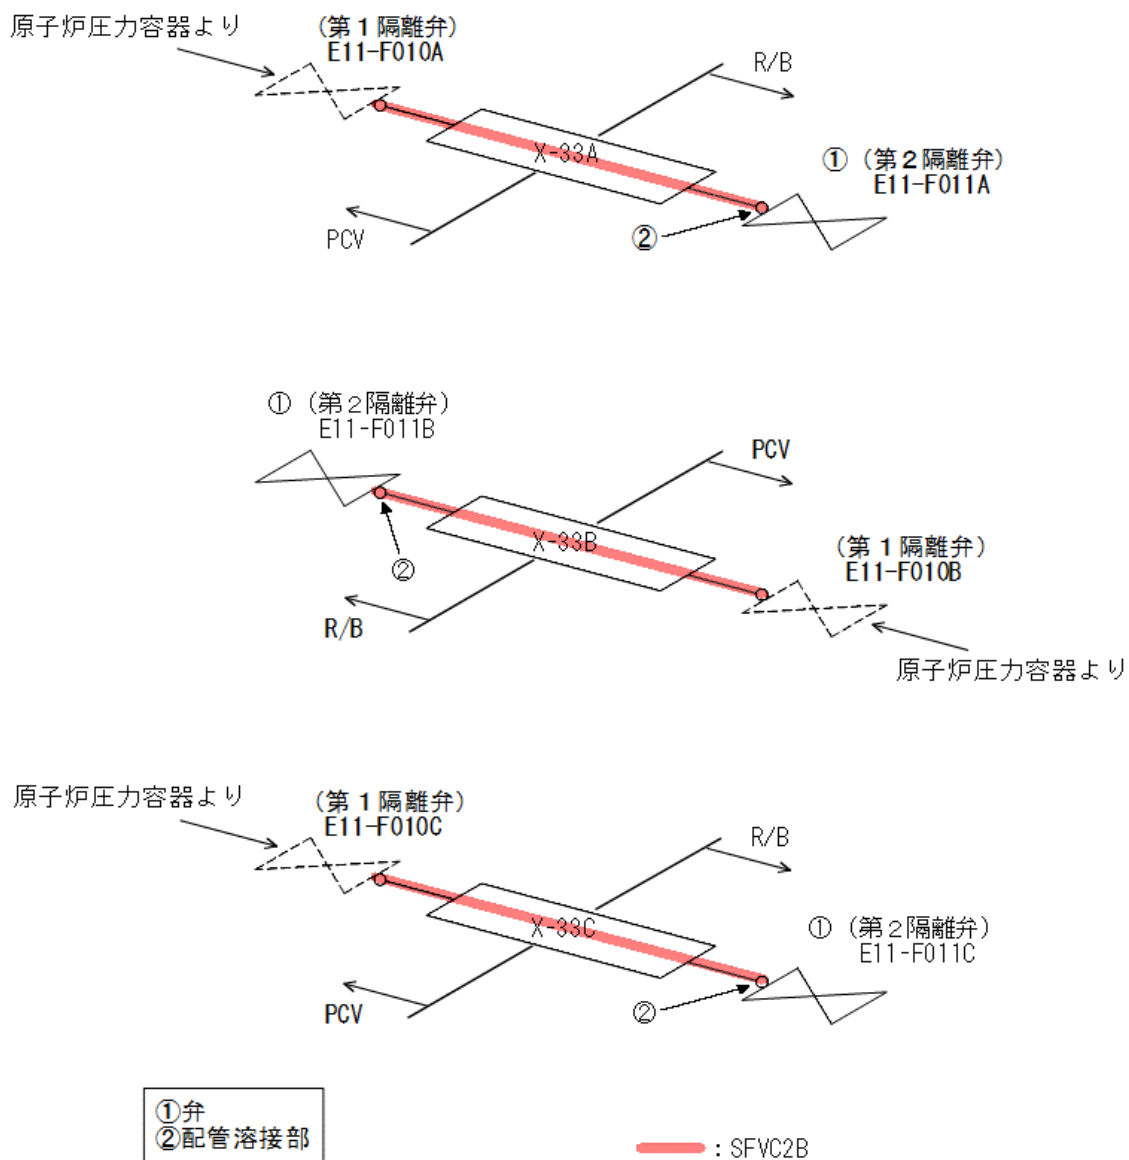 原子炉圧力容器より
(第1隔離弁)
E11-F010A
R/B
X-33A
① (第2隔離弁)
E11-F011A
PCV
②
① (第2隔離弁)
E11-F011B
PCV
X-33B
②
(第1隔離弁)
E11-F010B
R/B
原子炉圧力容器より
原子炉圧力容器より
(第1隔離弁)
E11-F010C
R/B
X-33C
① (第2隔離弁)
E11-F011C
PCV
②
①弁
②配管溶接部
: SFVC2B